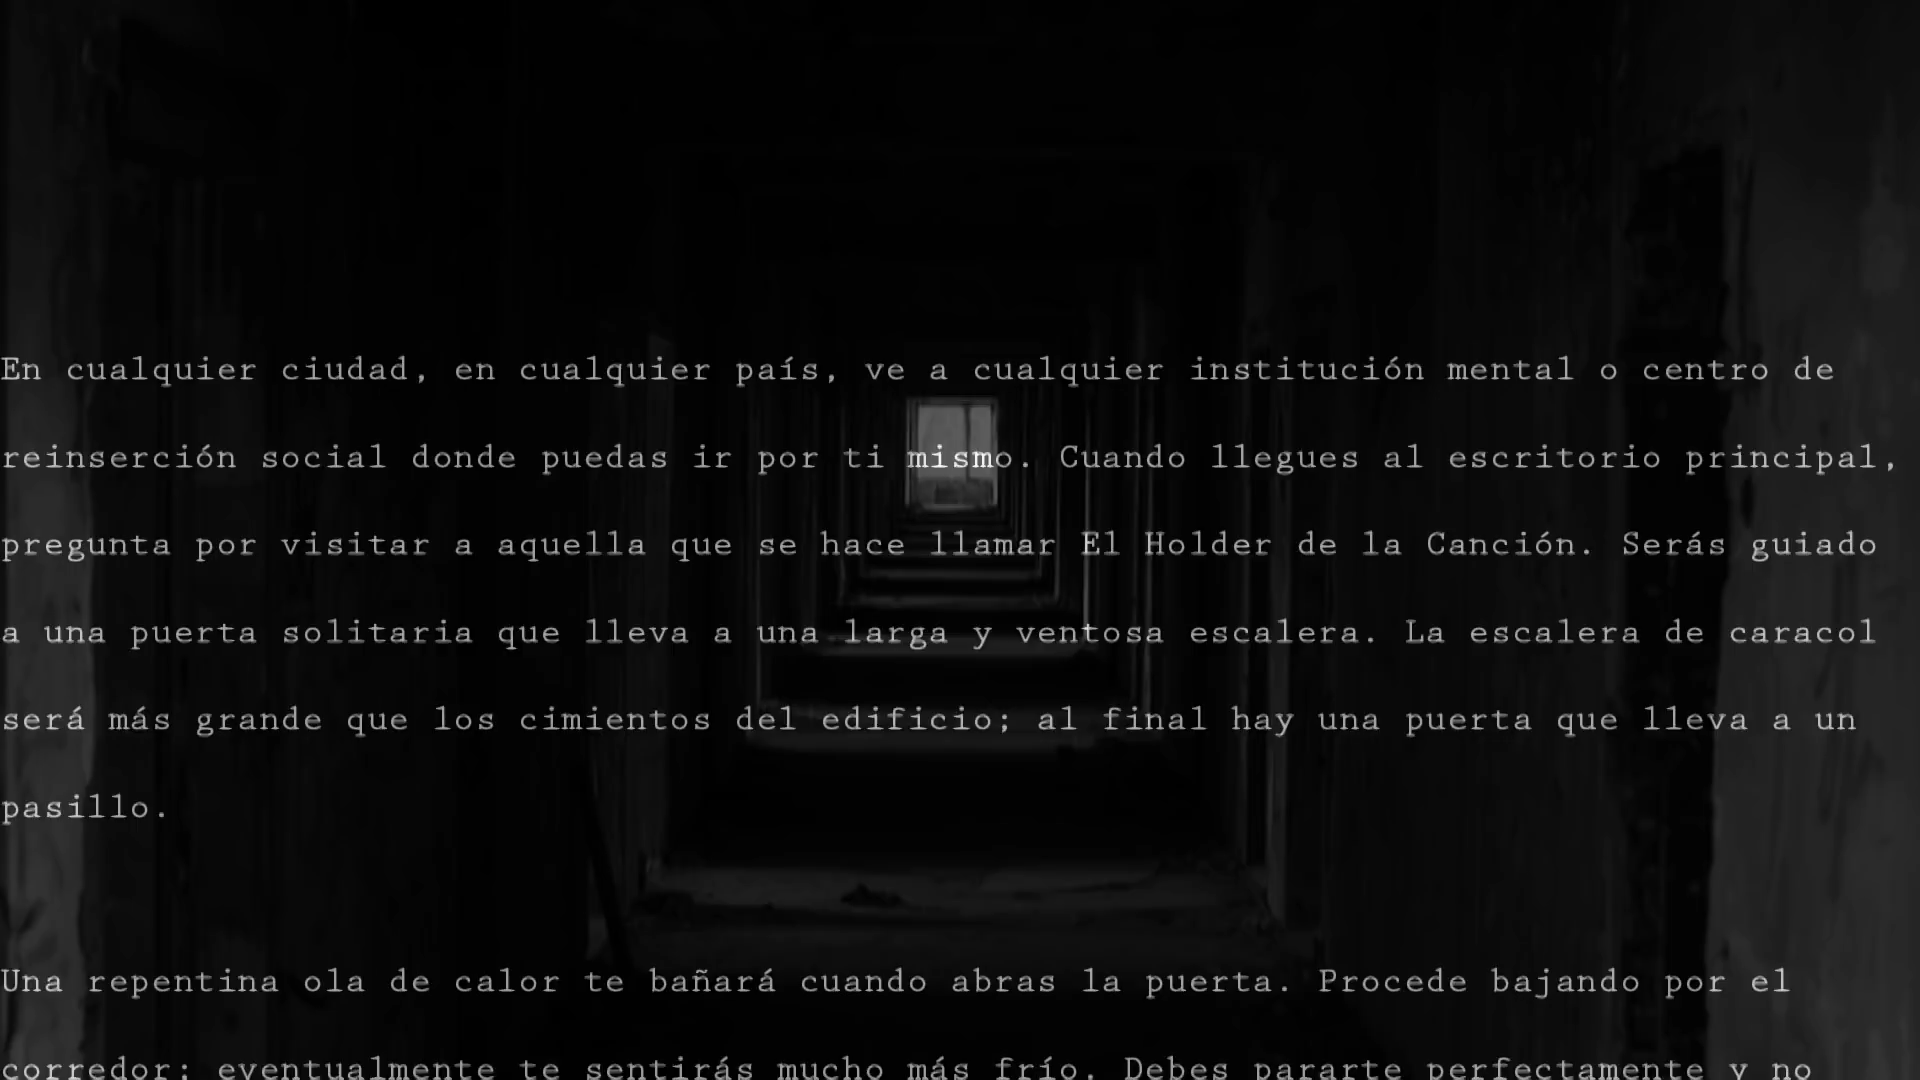 En cualquier ciudad, en cualquier país, ve a cualquier institución mental o centro de
reinserción social donde puedas ir por ti mismo. Cuando llegues al escritorio principal,
pregunta por visitar a aquella que se hace llamar El Holder de la Canción. Serás guiado
a una puerta solitaria que lleva a una larga y ventosa escalera. La escalera de caracol
será más grande que los cimientos del edificio; al final hay una puerta que lleva a un
pasillo.
Una repentina ola de calor te bañará cuando abras la puerta. Procede bajando por el
corredor; eventualmente te sentirás mucho más frío. Debes pararte perfectamente y no